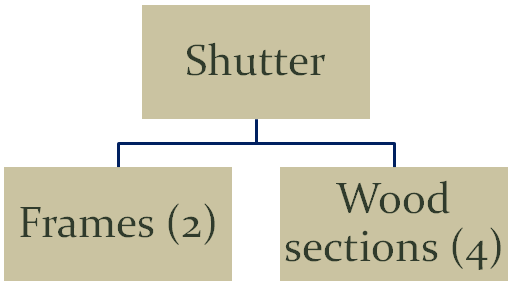 Shutter
Frames (2)
Wood
sections (4)